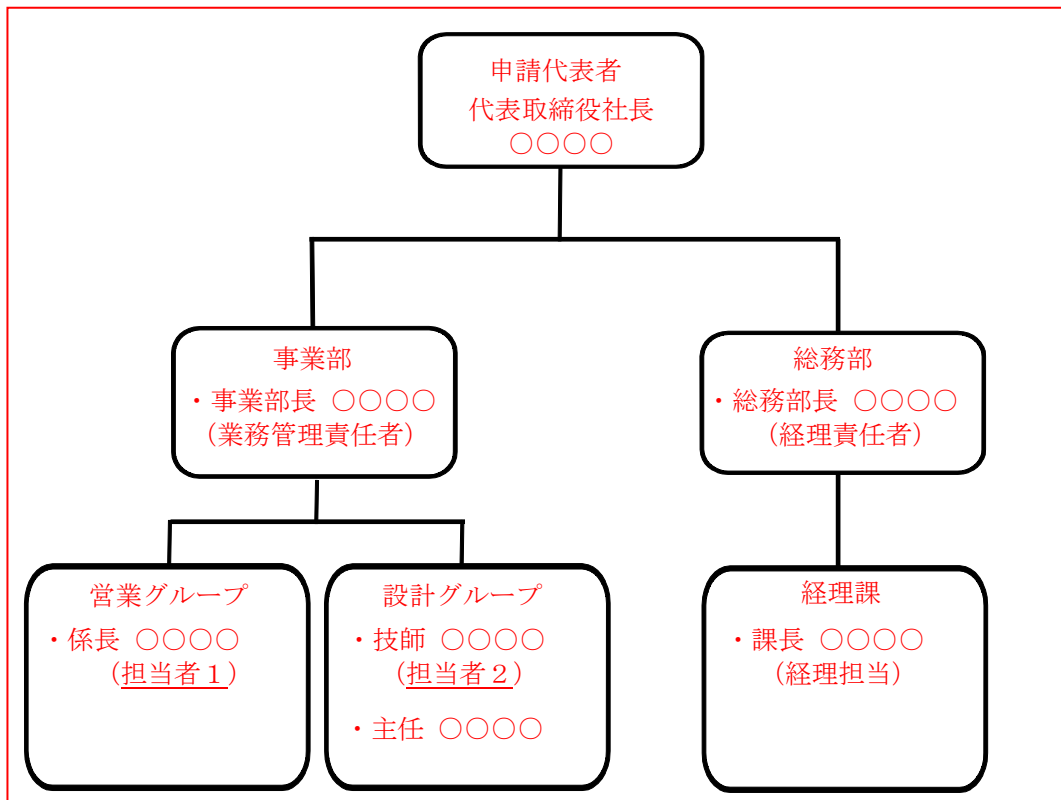 申請代表者
代表取締役社長
○○○○
事業部
・事業部長 ○○○○
(業務管理責任者)
総務部
・総務部長 ○○○○
(経理責任者)
営業グループ
・係長 ○○○○
(担当者１)
設計グループ
・技師 ○○○○
(担当者２)
・主任 ○○○○
経理課
・課長 ○○○○
(経理担当)